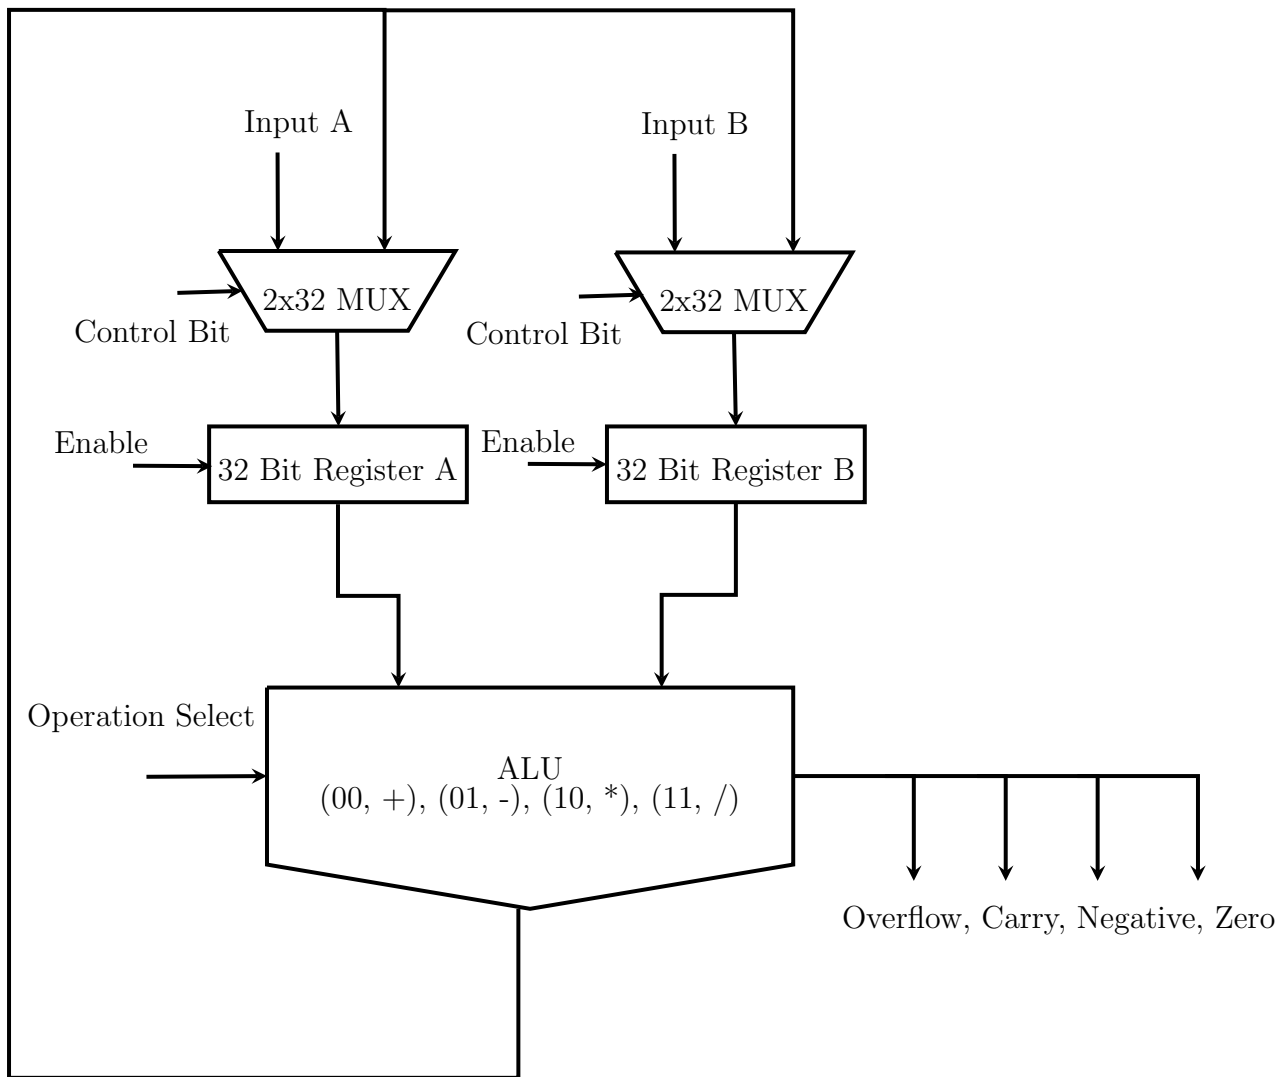 Input A
Input B
2x32 MUX
2x32 MUX
Control Bit
Control Bit
Enable
Enable
32 Bit Register A
32 Bit Register B
Operation Select
ALU
(00, +), (01, -), (10, *), (11, /)
Overflow, Carry, Negative, Zero